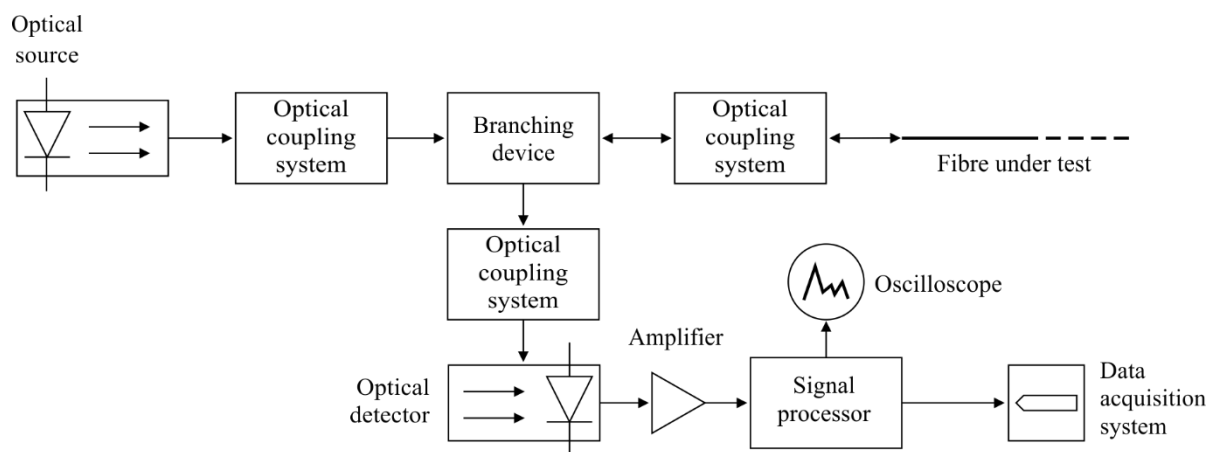 Optical
source
Optical
coupling
system
Branching
device
Optical
coupling
system
Fibre under test
Optical
coupling
system
Oscilloscope
Amplifier
Optical
detector
Signal
processor
Data
acquisition
system